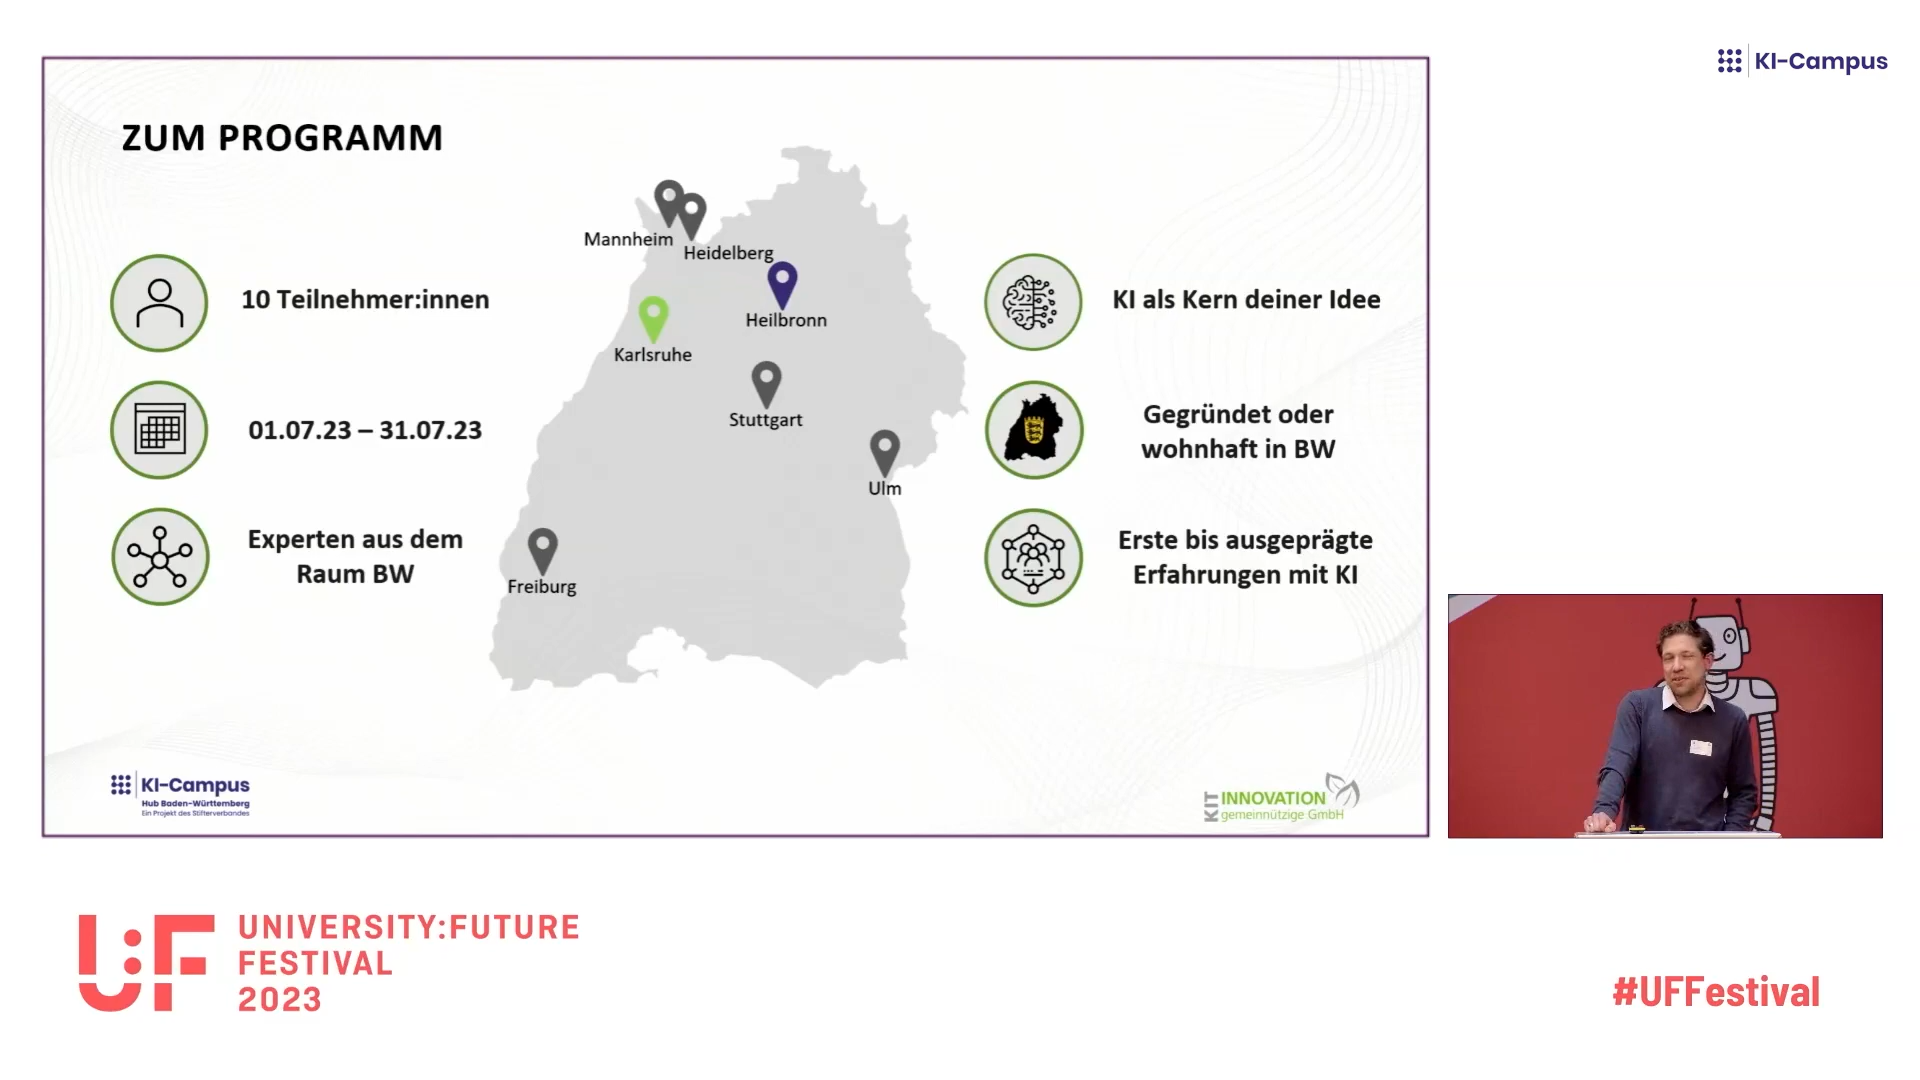 KI-Campus
ZUM PROGRAMM
Mannheim
Heidelberg
Heilbronn
Karlsruhe
Stuttgart
Ulm
Freiburg
10 Teilnehmer:innen
01.07.23 – 31.07.23
Experten aus dem
Raum BW
KI als Kern deiner Idee
Gegründet oder
wohnhaft in BW
Erste bis ausgeprägte
Erfahrungen mit KI
KI-Campus
Hub Baden-Württemberg
Ein Projekt des Stifterverbandes
KIT
INNOVATION
gemeinnützige GmbH
U:F
UNIVERSITY:FUTURE
FESTIVAL
2023
#UFFestival